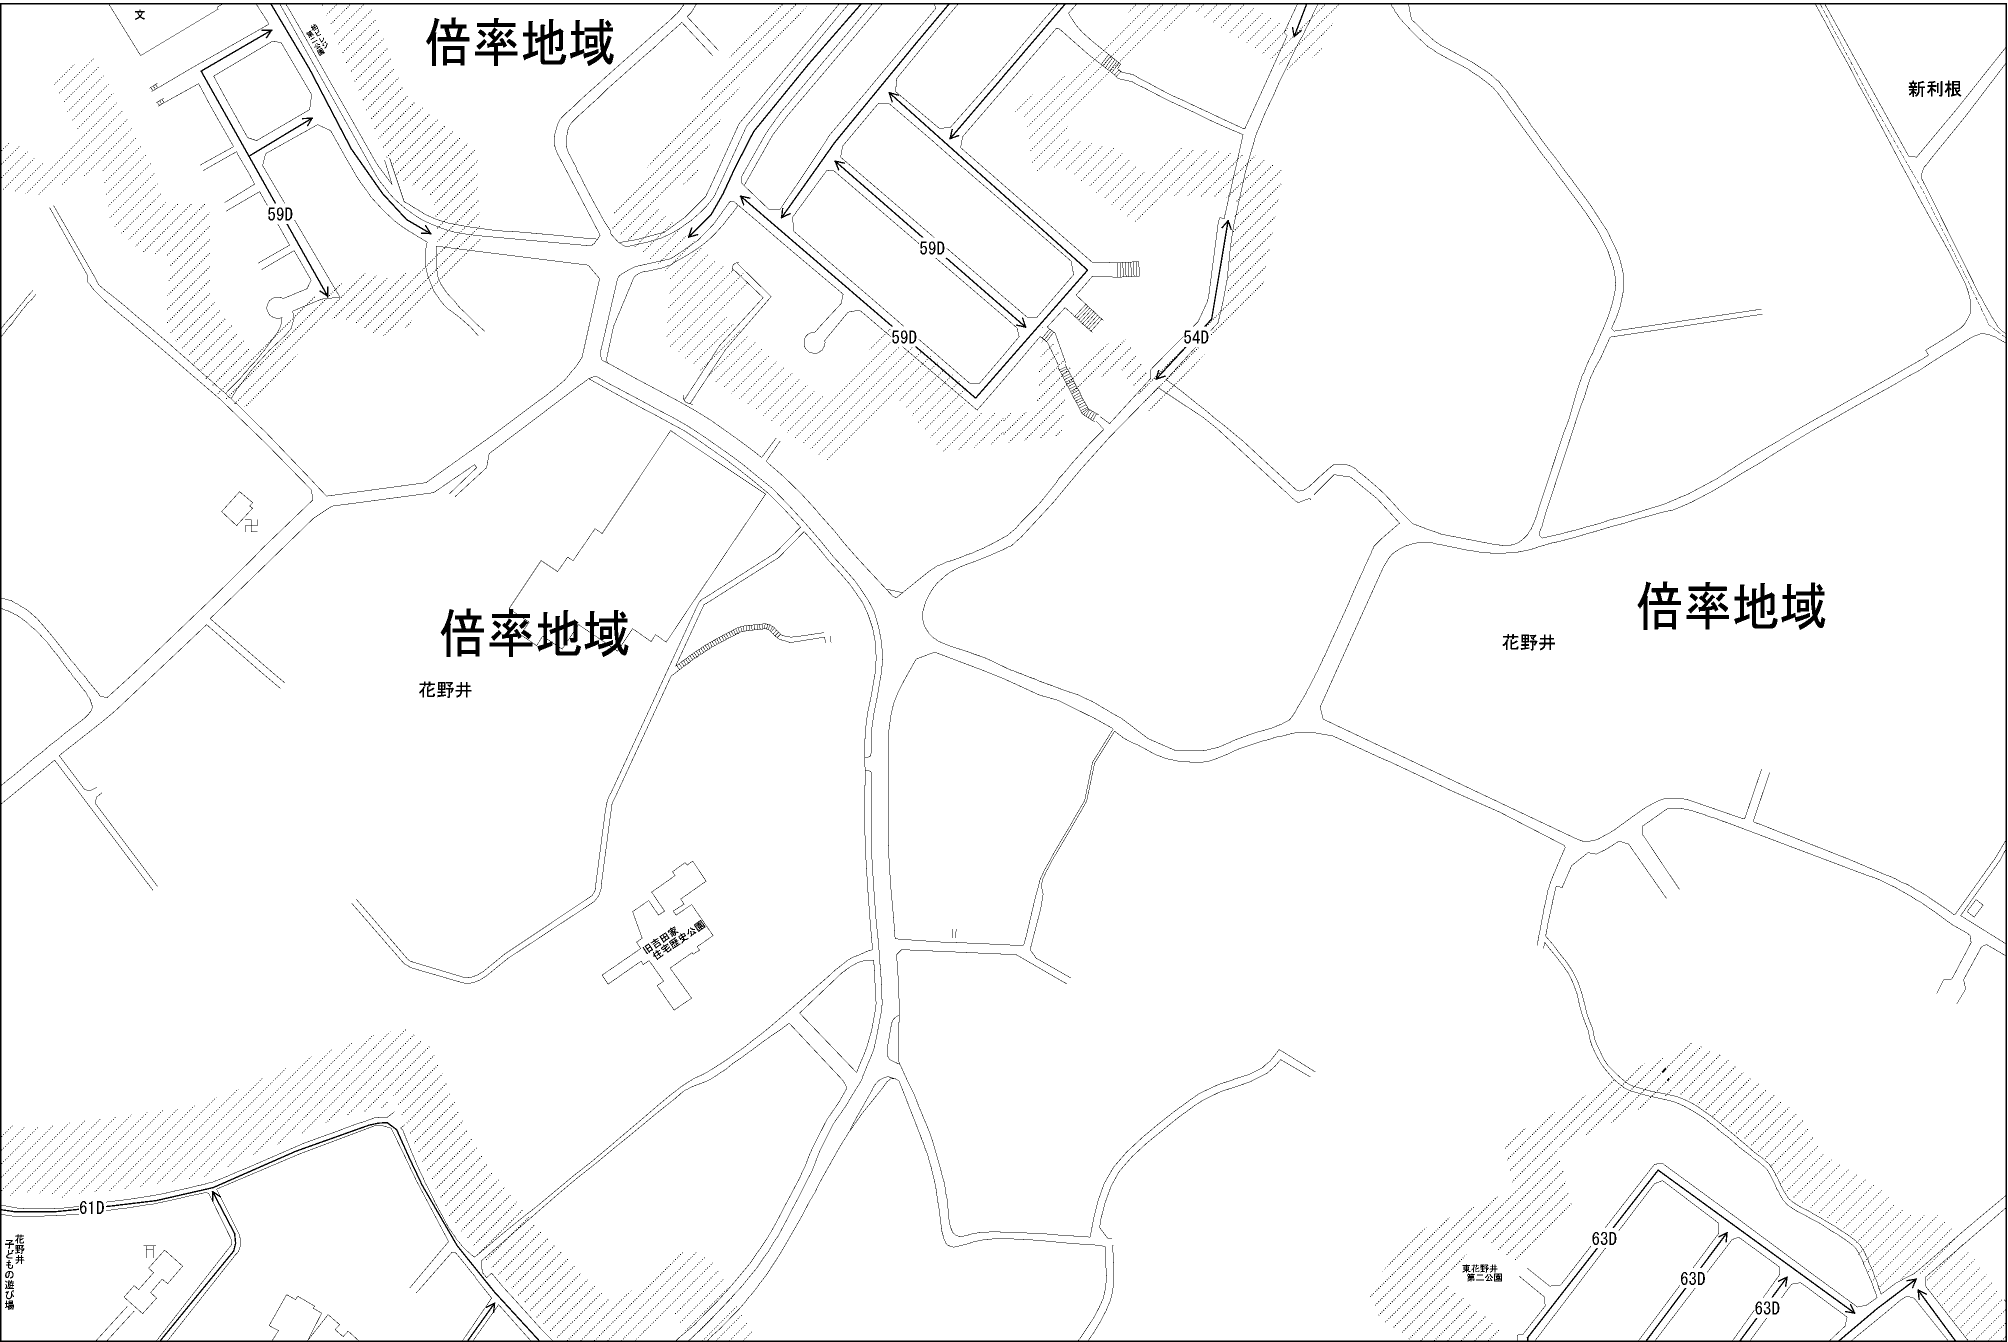 文
倍率地域
新利根
59D
59D
59D
54D
倍率地域
花野井
倍率地域
花野井
旧吉田家
住宅歴史公園
61D
花野井
子どもの遊び場
63D
東花野井
第二公園
63D
63D